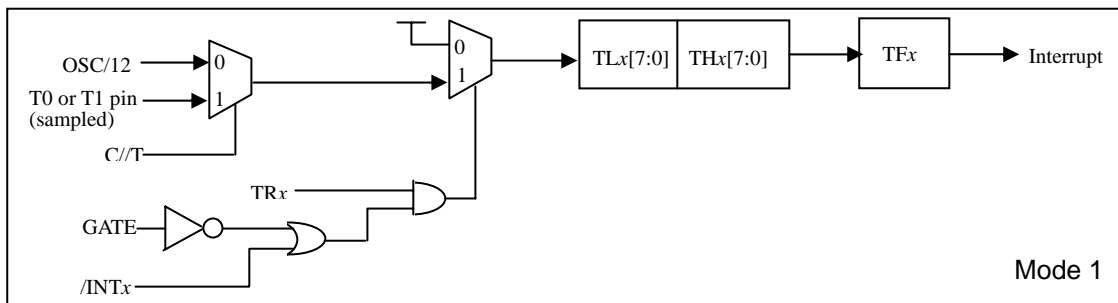 0
OSC/12
0
TLx[7:0]
THx[7:0]
TFx
Interrupt
1
T0 or T1 pin
1
(sampled)
C//T
TRx
GATE
/INTx
Mode 1